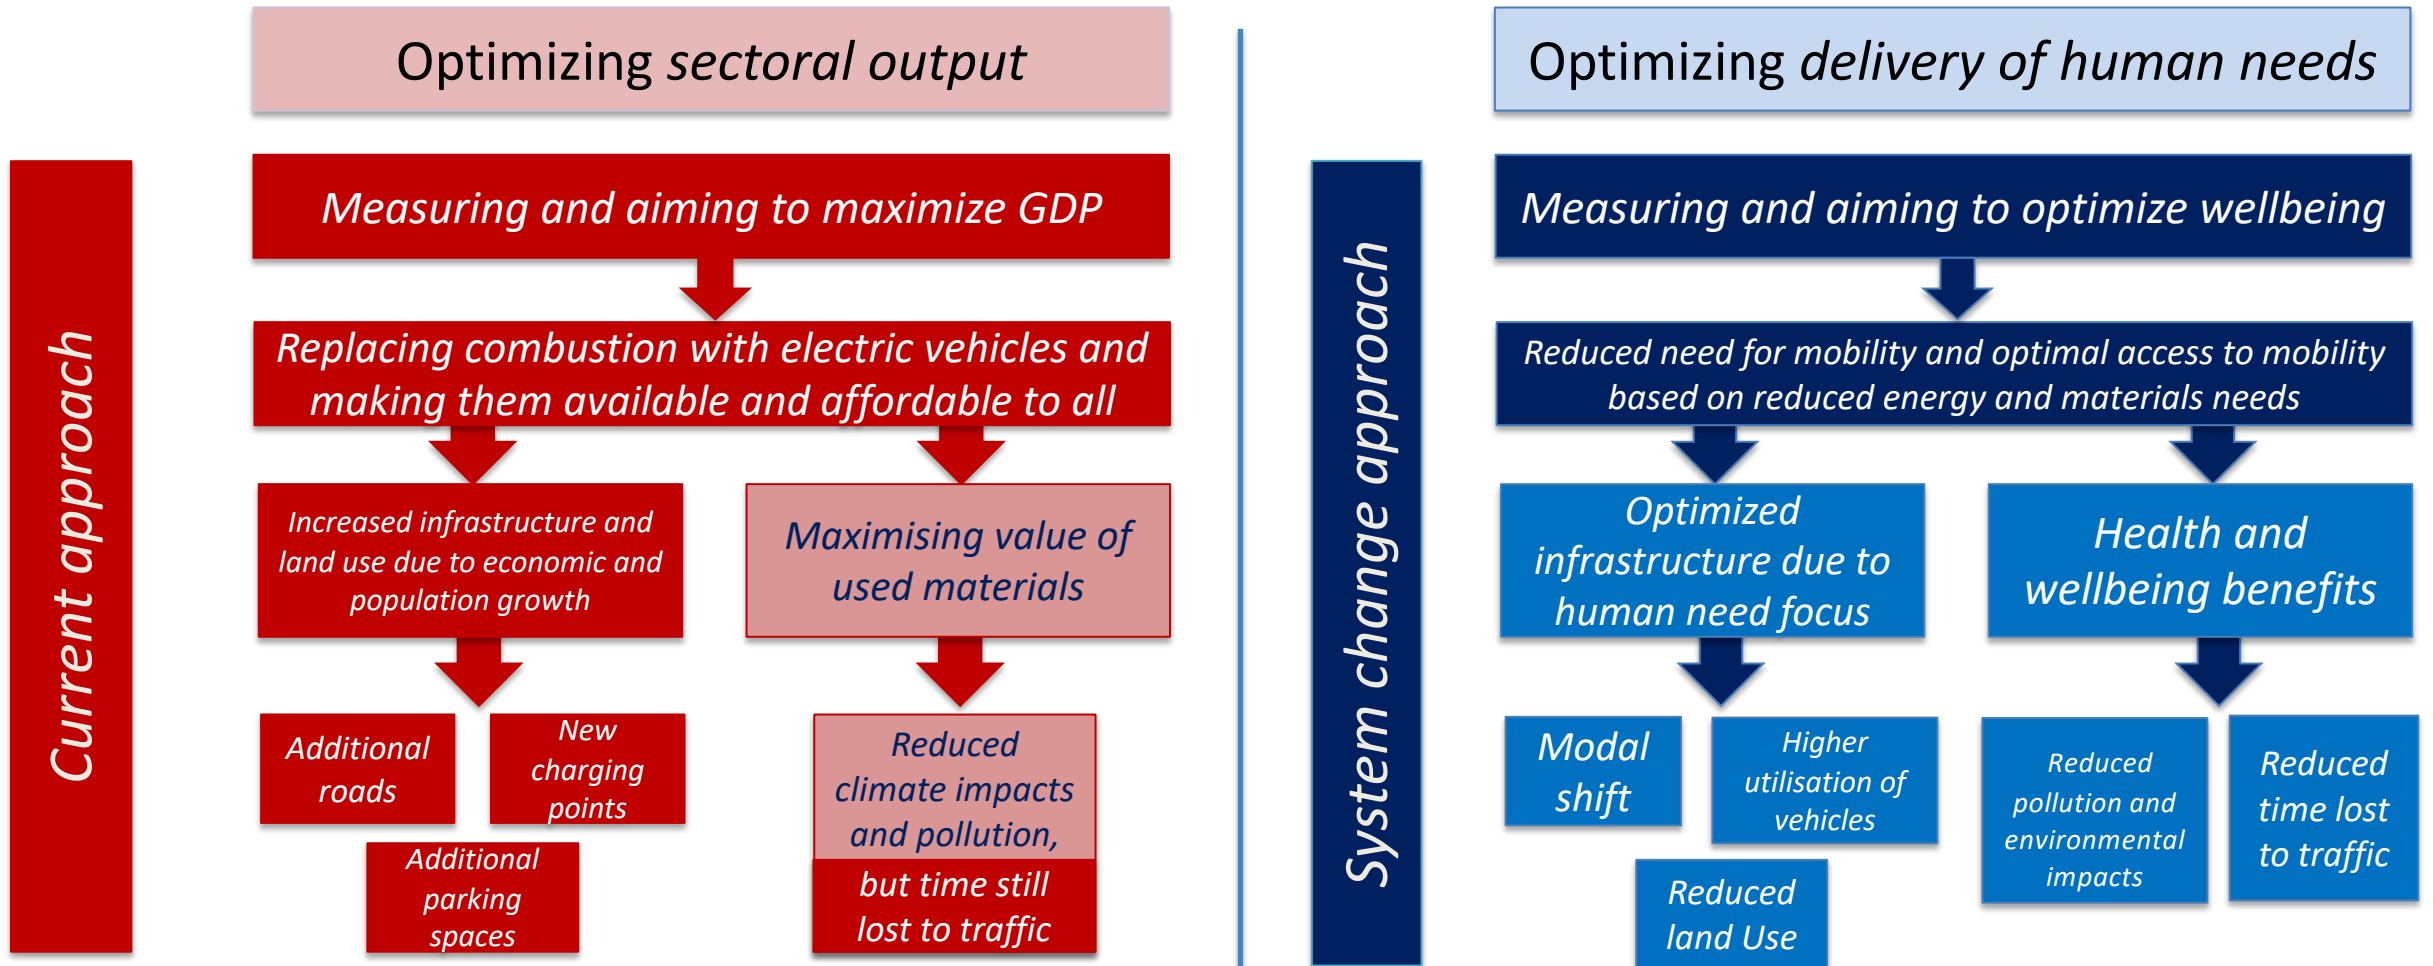 Optimizing sectoral output
Current approach
Measuring and aiming to maximize GDP
Replacing combustion with electric vehicles and
making them available and affordable to all
Increased infrastructure and
land use due to economic and
population growth
Maximising value of
used materials
Additional
roads
New
charging
points
Additional
parking
spaces
Reduced
climate impacts
and pollution,
but time still
lost to traffic
Optimizing delivery of human needs
System change approach
Measuring and aiming to optimize wellbeing
Reduced need for mobility and optimal access to mobility
based on reduced energy and materials needs
Optimized
infrastructure due to
human need focus
Health and
wellbeing benefits
Modal
shift
Higher
utilisation of
vehicles
Reduced
land Use
Reduced
pollution and
environmental
impacts
Reduced
time lost
to traffic